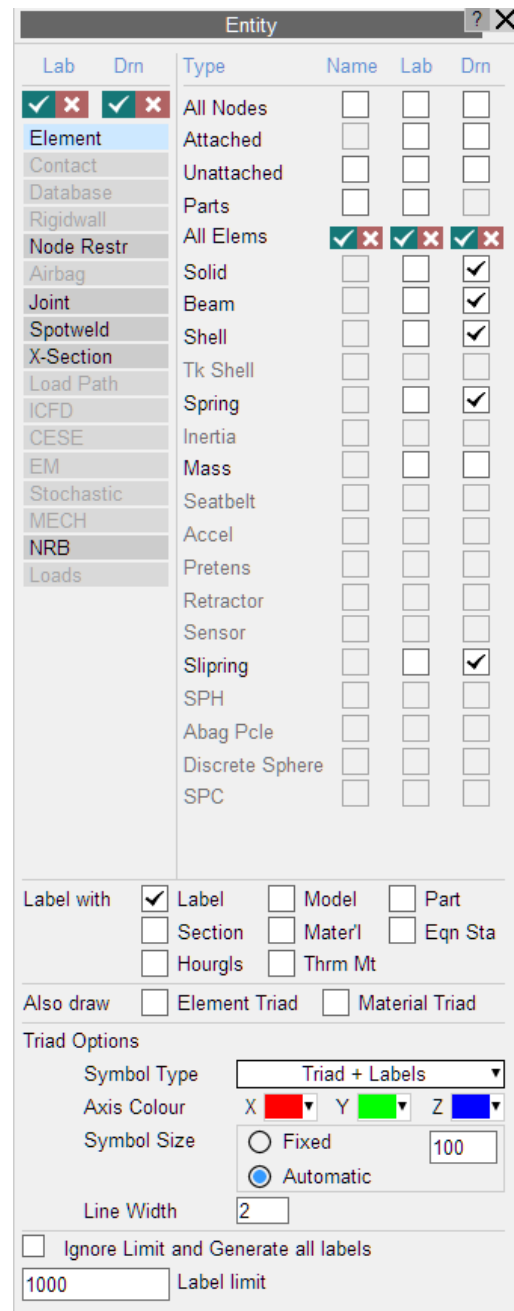 Entity ?
Lab Drn Type Name Lab Drn
All Nodes
Element Attached
Contact Unattached
Database Parts
Rigidwall All Elems
Node Restr Solid
Airbag Beam
Joint Shell
Spotweld Tk Shell
X-Section Spring
Load Path Inertia
ICFD Mass
CESE Seatbelt
EM Accel
Stochastic Pretens
MECH Retractor
NRB Sensor
Loads Slipring
SPH
Abag Pcle
Discrete Sphere
SPC
Label with Label Model Part
Section Mater'l Eqn Sta
Hourgls Thrm Mt
Also draw Element Triad Material Triad
Triad Options
Symbol Type Triad + Labels
Axis Colour X Y Z
Symbol Size Fixed 100
Automatic
Line Width 2
Ignore Limit and Generate all labels
1000 Label limit